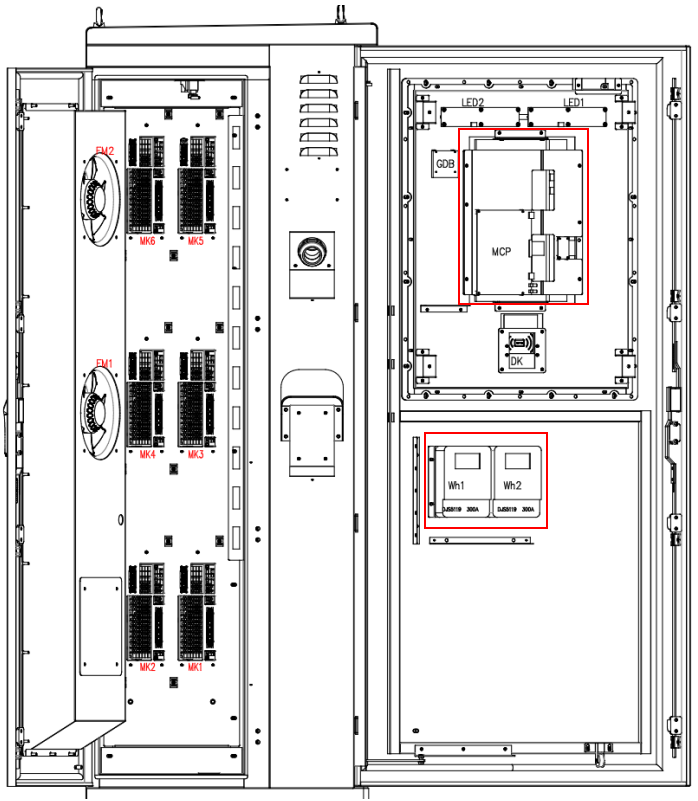 LED2 LED1
FM2
GDB
MK6 MK5
MCP
FM1
DK
MK4 MK3
Wh1 Wh2
DJS5119 300A DJS5119 300A
MK2 MK1